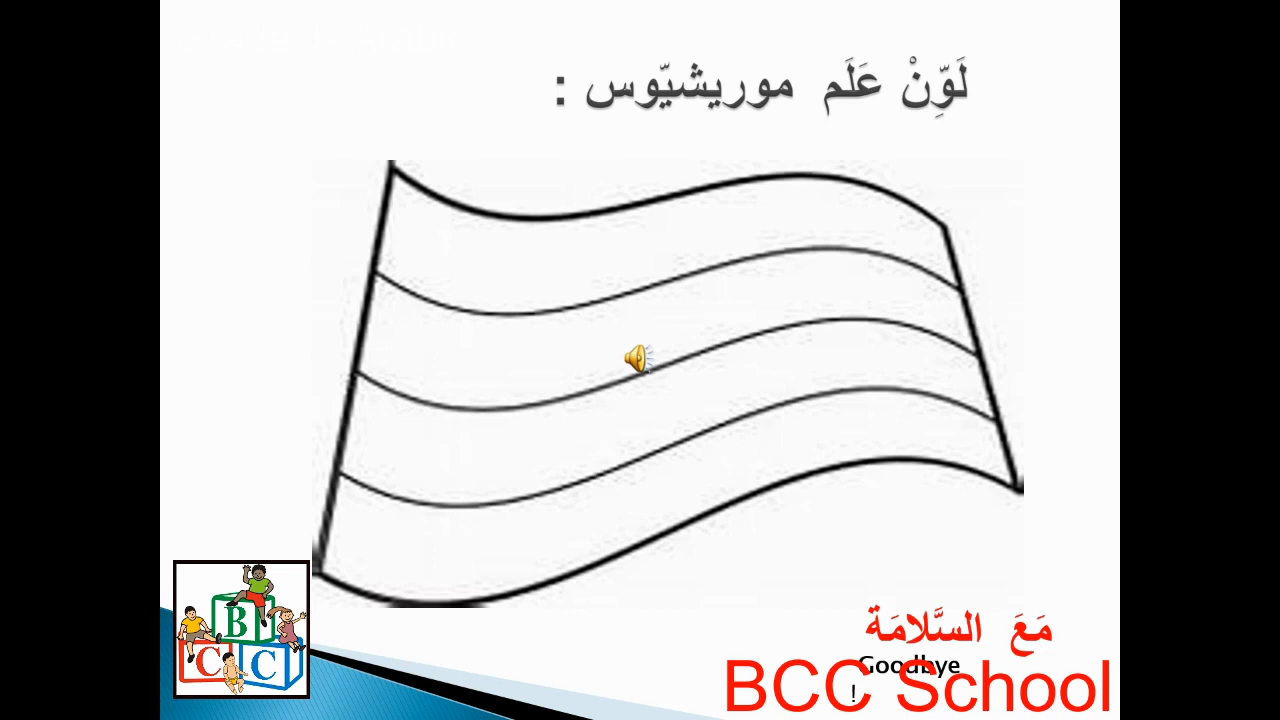 لَوِّنْ عَلَم موريشيّوس :
مَعَ السَّلامَة
Goodbye
!
BCC School
B
C C